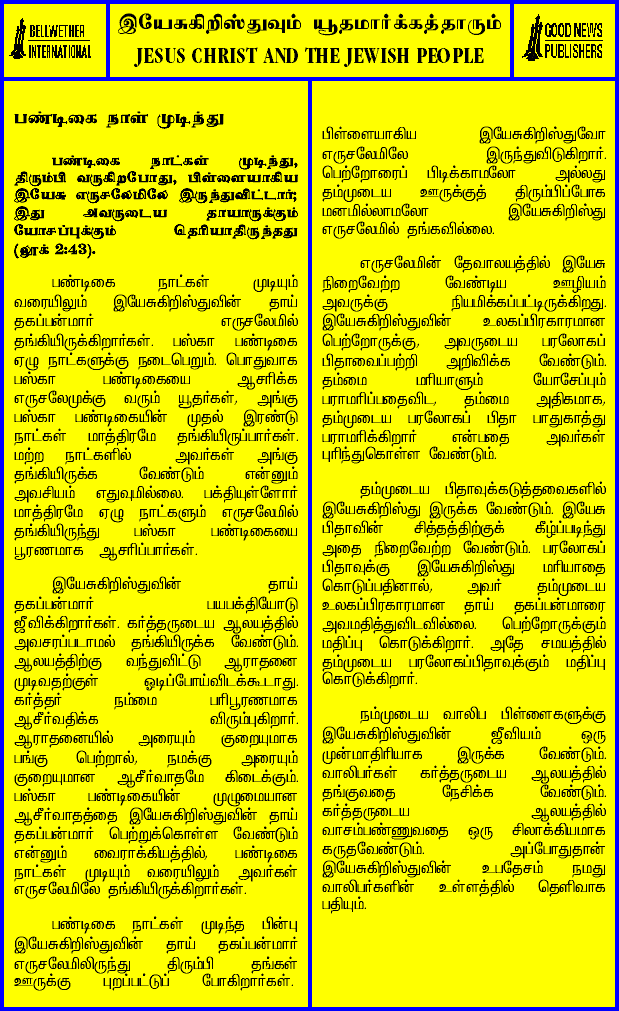 BELLWETHER
INTERNATIONAL
இயேசுகிறிஸ்துவும் யூதமார்க்கத்தாரும்
JESUS CHRIST AND THE JEWISH PEOPLE
GOOD NEWS
PUBLISHERS
பண்டிகை நாள் முடிந்து
பண்டிகை நாட்கள் முடிந்து,
திரும்பி வருகிறபோது, பிள்ளையாகிய
இயேசு எருசலேமிலே இருந்துவிட்டார்;
இது அவருடைய தாயாருக்கும்
யோசப்புக்கும் தெரியாதிருந்தது
(லூக் 2:43).
பண்டிகை நாட்கள் முடியும்
வரையிலும் இயேசுகிறிஸ்துவின் தாய்
தகப்பன்மார் எருசலேமில்
தங்கியிருக்கிறார்கள். பஸ்கா பண்டிகை
ஏழு நாட்களுக்கு நடைபெறும். பொதுவாக
பஸ்கா பண்டிகையை ஆசரிக்க
எருசலேமுக்கு வரும் யூதர்கள், அங்கு
பஸ்கா பண்டிகையின் முதல் இரண்டு
நாட்கள் மாத்திரமே தங்கியிருப்பார்கள்.
மற்ற நாட்களில் அவர்கள் அங்கு
தங்கியிருக்க வேண்டும் என்னும்
அவசியம் எதுவுமில்லை. பக்தியுள்ளோர்
மாத்திரமே ஏழு நாட்களும் எருசலேமில்
தங்கியிருந்து பஸ்கா பண்டிகையை
பூரணமாக ஆசரிப்பார்கள்.
இயேசுகிறிஸ்துவின் தாய்
தகப்பன்மார் பயபக்தியோடு
ஜீவிக்கிறார்கள். கர்த்தருடைய ஆலயத்தில்
அவசரப்படாமல் தங்கியிருக்க வேண்டும்.
ஆலயத்திற்கு வந்துவிட்டு ஆராதனை
முடிவதற்குள் ஓடிப்போய்விடக்கூடாது.
கர்த்தர் நம்மை பரிபூரணமாக
ஆசீர்வதிக்க விரும்புகிறார்.
ஆராதனையில் அரையும் குறையுமாக
பங்கு பெற்றால், நமக்கு அரையும்
குறையுமான ஆசீர்வாதமே கிடைக்கும்.
பஸ்கா பண்டிகையின் முழுமையான
ஆசீர்வாதத்தை இயேசுகிறிஸ்துவின் தாய்
தகப்பன்மார் பெற்றுக்கொள்ள வேண்டும்
என்னும் வைராக்கியத்தில், பண்டிகை
நாட்கள் முடியும் வரையிலும் அவர்கள்
எருசலேமிலே தங்கியிருக்கிறார்கள்.
பண்டிகை நாட்கள் முடிந்த பின்பு
இயேசுகிறிஸ்துவின் தாய் தகப்பன்மார்
எருசலேமிலிருந்து திரும்பி தங்கள்
ஊருக்கு புறப்பட்டுப் போகிறார்கள்.
பிள்ளையாகிய இயேசுகிறிஸ்துவோ
எருசலேமிலே இருந்துவிடுகிறார்.
பெற்றோரைப் பிடிக்காமலோ அல்லது
தம்முடைய ஊருக்குத் திரும்பிப்போக
மனமில்லாமலோ இயேசுகிறிஸ்து
எருசலேமில் தங்கவில்லை.
எருசலேமின் தேவாலயத்தில் இயேசு
நிறைவேற்ற வேண்டிய ஊழியம்
அவருக்கு நியமிக்கப்பட்டிருக்கிறது.
இயேசுகிறிஸ்துவின் உலகப்பிரகாரமான
பெற்றோருக்கு, அவருடைய பரலோகப்
பிதாவைப்பற்றி அறிவிக்க வேண்டும்.
தம்மை மரியாளும் யோசேப்பும்
பராமரிப்பதைவிட, தம்மை அதிகமாக,
தம்முடைய பரலோகப் பிதா பாதுகாத்து
பராமரிக்கிறார் என்பதை அவர்கள்
புரிந்துகொள்ள வேண்டும்.
தம்முடைய பிதாவுக்கடுத்தவைகளில்
இயேசுகிறிஸ்து இருக்க வேண்டும். இயேசு
பிதாவின் சித்தத்திற்குக் கீழ்ப்படிந்து
அதை நிறைவேற்ற வேண்டும். பரலோகப்
பிதாவுக்கு இயேசுகிறிஸ்து மரியாதை
கொடுப்பதினால், அவர் தம்முடைய
உலகப்பிரகாரமான தாய் தகப்பன்மாரை
அவமதித்துவிடவில்லை. பெற்றோருக்கும்
மதிப்பு கொடுக்கிறார். அதே சமயத்தில்
தம்முடைய பரலோகப்பிதாவுக்கும் மதிப்பு
கொடுக்கிறார்.
நம்முடைய வாலிப பிள்ளைகளுக்கு
இயேசுகிறிஸ்துவின் ஜீவியம் ஒரு
முன்மாதிரியாக இருக்க வேண்டும்.
வாலிபர்கள் கர்த்தருடைய ஆலயத்தில்
தங்குவதை நேசிக்க வேண்டும்.
கர்த்தருடைய ஆலயத்தில்
வாசம்பண்ணுவதை ஒரு சிலாக்கியமாக
கருதவேண்டும். அப்போதுதான்
இயேசுகிறிஸ்துவின் உபதேசம் நமது
வாலிபர்களின் உள்ளத்தில் தெளிவாக
பதியும்.